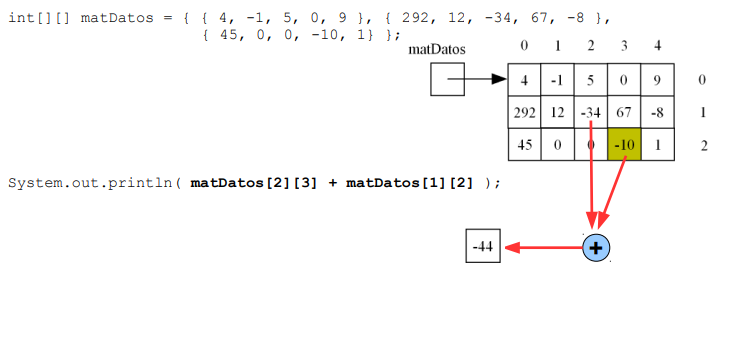 int[][] matDatos = { { 4, -1, 5, 0, 9 }, { 292, 12, -34, 67, -8 },
{ 45, 0, 0, -10, 1} };
matDatos
0 1 2 3 4
4 -1 5 0 9 0
292 12 -34 67 -8 1
45 0 0 -10 1 2
System.out.println( matDatos[2][3] + matDatos[1][2] );
-44 +